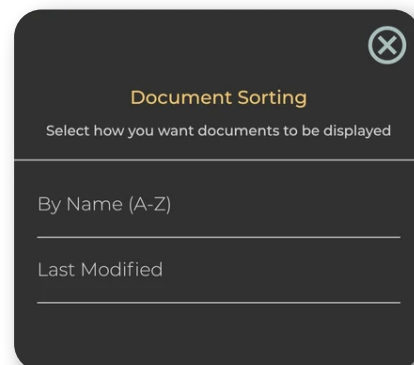 Document Sorting
Select how you want documents to be displayed
By Name (A-Z)
Last Modified